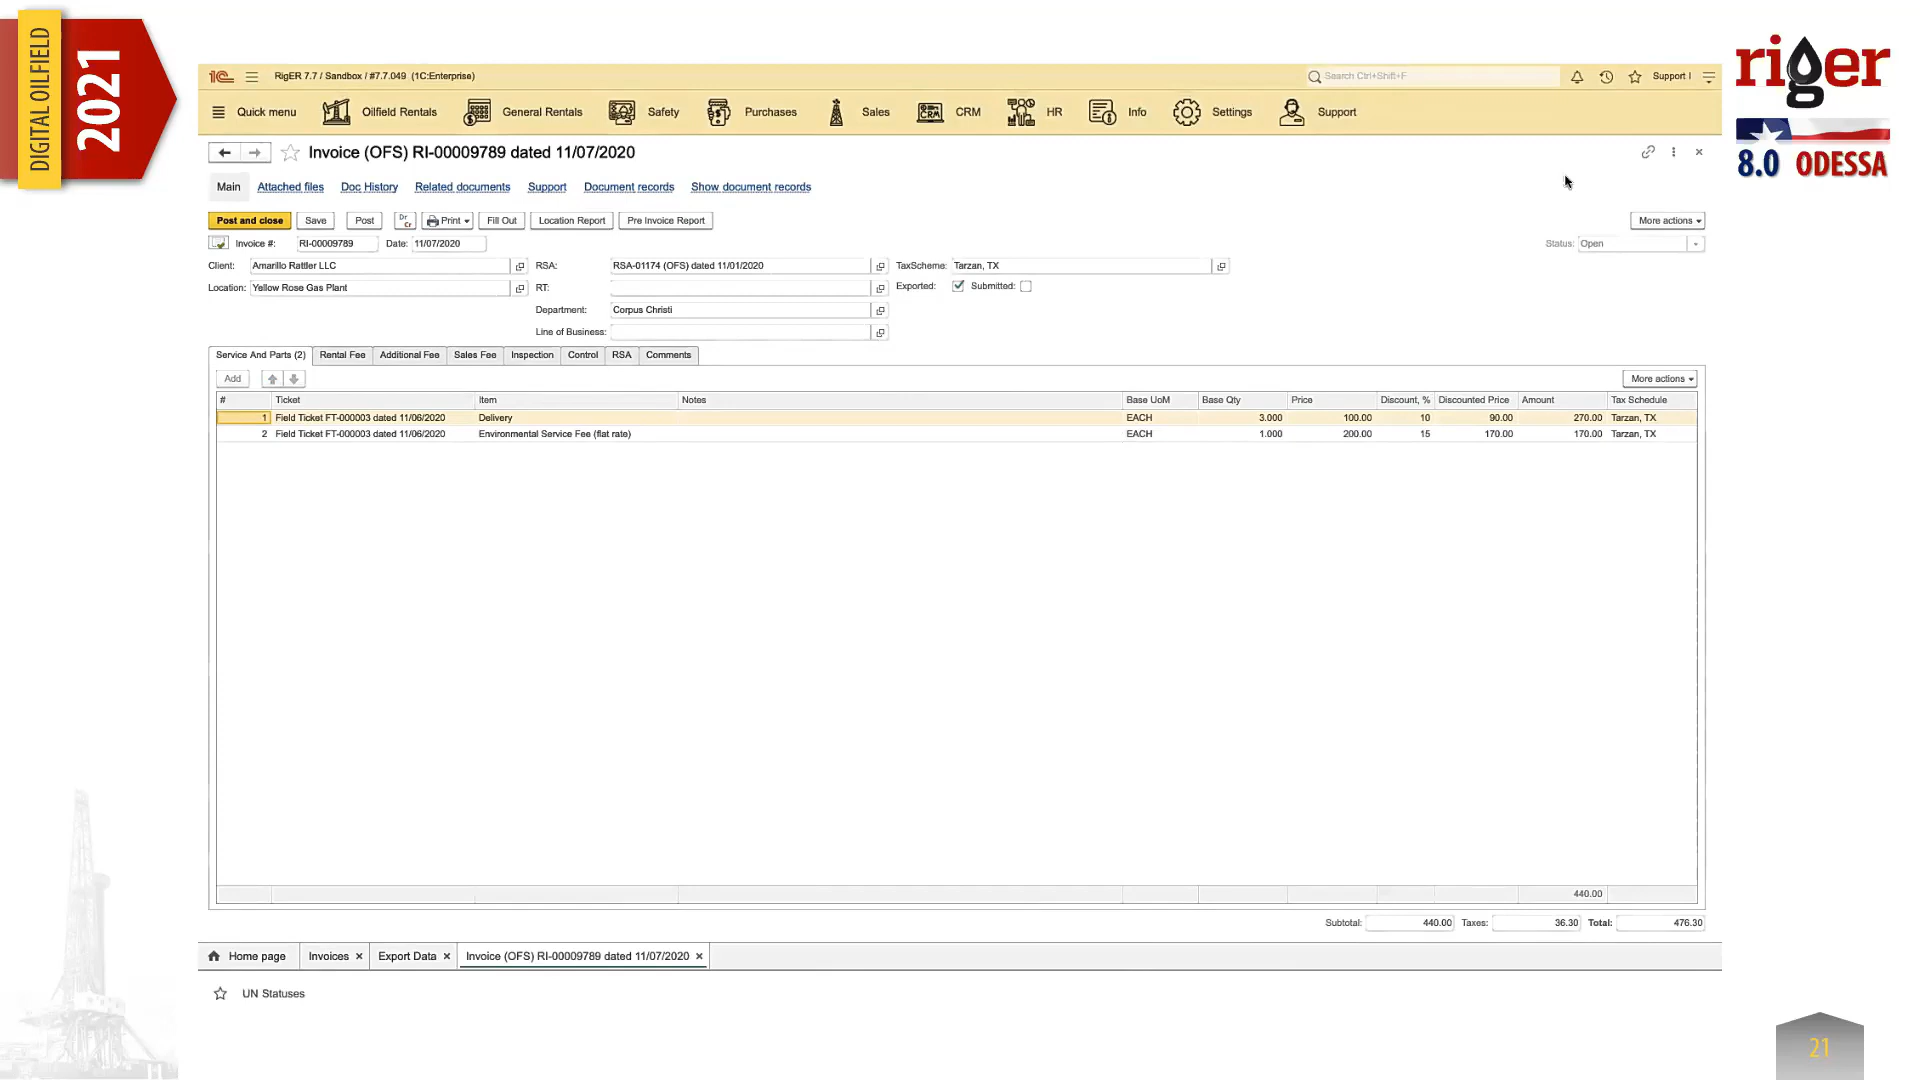 DIGITAL OILFIELD
2021
riger
8.0 ODESSA
RigER 7.7 / Sandbox / #7.7.049 (1C:Enterprise)
Search Ctrl+Shift+F
Support I
Quick menu Oilfield Rentals General Rentals Safety Purchases Sales CRM HR Info Settings Support
Invoice (OFS) RI-00009789 dated 11/07/2020
Main Attached files Doc History Related documents Support Document records Show document records
Post and close Save Post Dr Cr Print Fill Out Location Report Pre Invoice Report More actions
Invoice #: RI-00009789 Date: 11/07/2020 Status: Open
Client: Amarillo Rattler LLC RSA: RSA-01174 (OFS) dated 11/01/2020 TaxScheme: Tarzan, TX
Location: Yellow Rose Gas Plant RT: Exported: Submitted:
Department: Corpus Christi
Line of Business:
Service And Parts (2) Rental Fee Additional Fee Sales Fee Inspection Control RSA Comments
Add More actions
# Ticket Item Notes Base UoM Base Qty Price Discount, % Discounted Price Amount Tax Schedule
1 Field Ticket FT-000003 dated 11/06/2020 Delivery EACH 3.000 100.00 10 90.00 270.00 Tarzan, TX
2 Field Ticket FT-000003 dated 11/06/2020 Environmental Service Fee (flat rate) EACH 1.000 200.00 15 170.00 170.00 Tarzan, TX
440.00
Subtotal: 440.00 Taxes: 36.30 Total: 476.30
Home page Invoices × Export Data × Invoice (OFS) RI-00009789 dated 11/07/2020 ×
UN Statuses
21